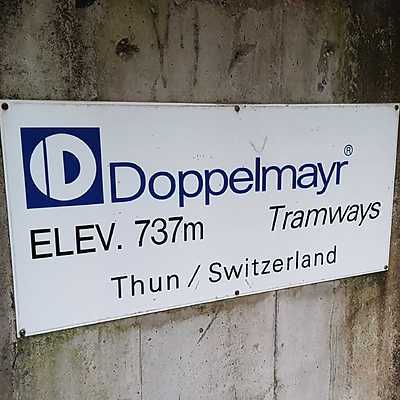 Doppelmayr®
ELEV. 737m Tramways
Thun / Switzerland